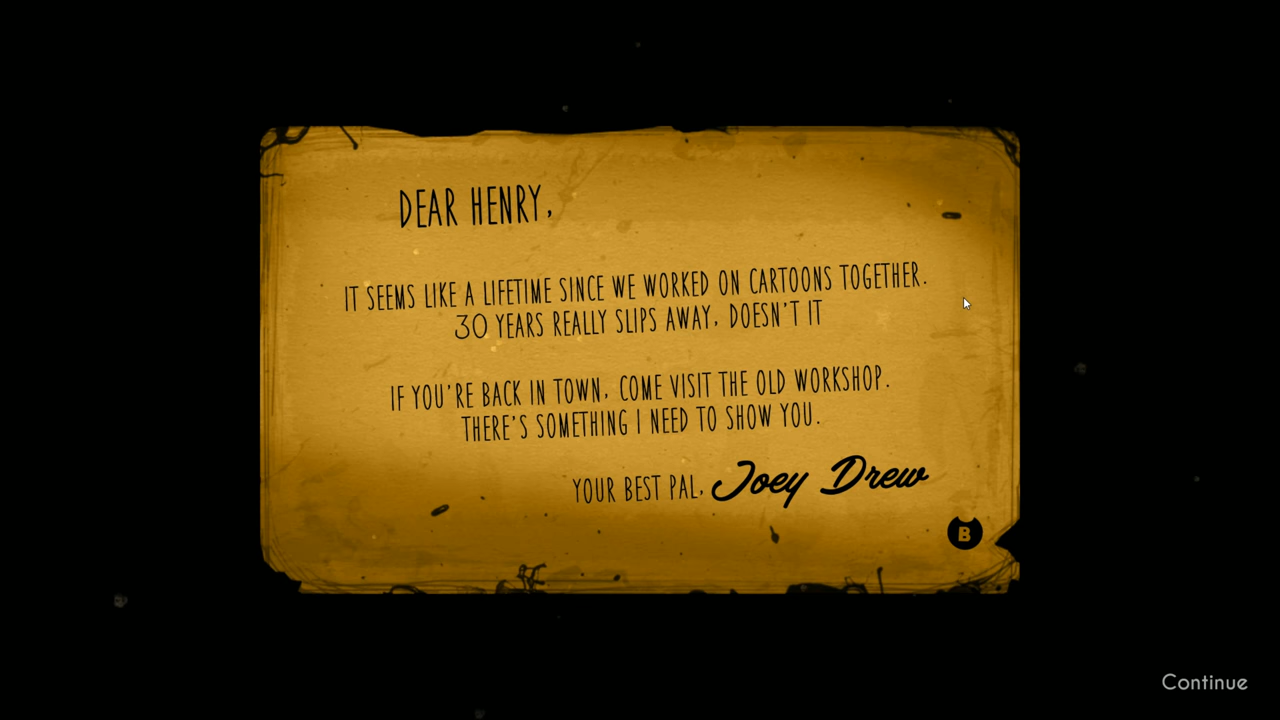 DEAR HENRY,
IT SEEMS LIKE A LIFETIME SINCE WE WORKED ON CARTOONS TOGETHER.
30 YEARS REALLY SLIPS AWAY, DOESN'T IT
IF YOU'RE BACK IN TOWN, COME VISIT THE OLD WORKSHOP.
THERE'S SOMETHING I NEED TO SHOW YOU.
YOUR BEST PAL, Joey Drew
B
Continue